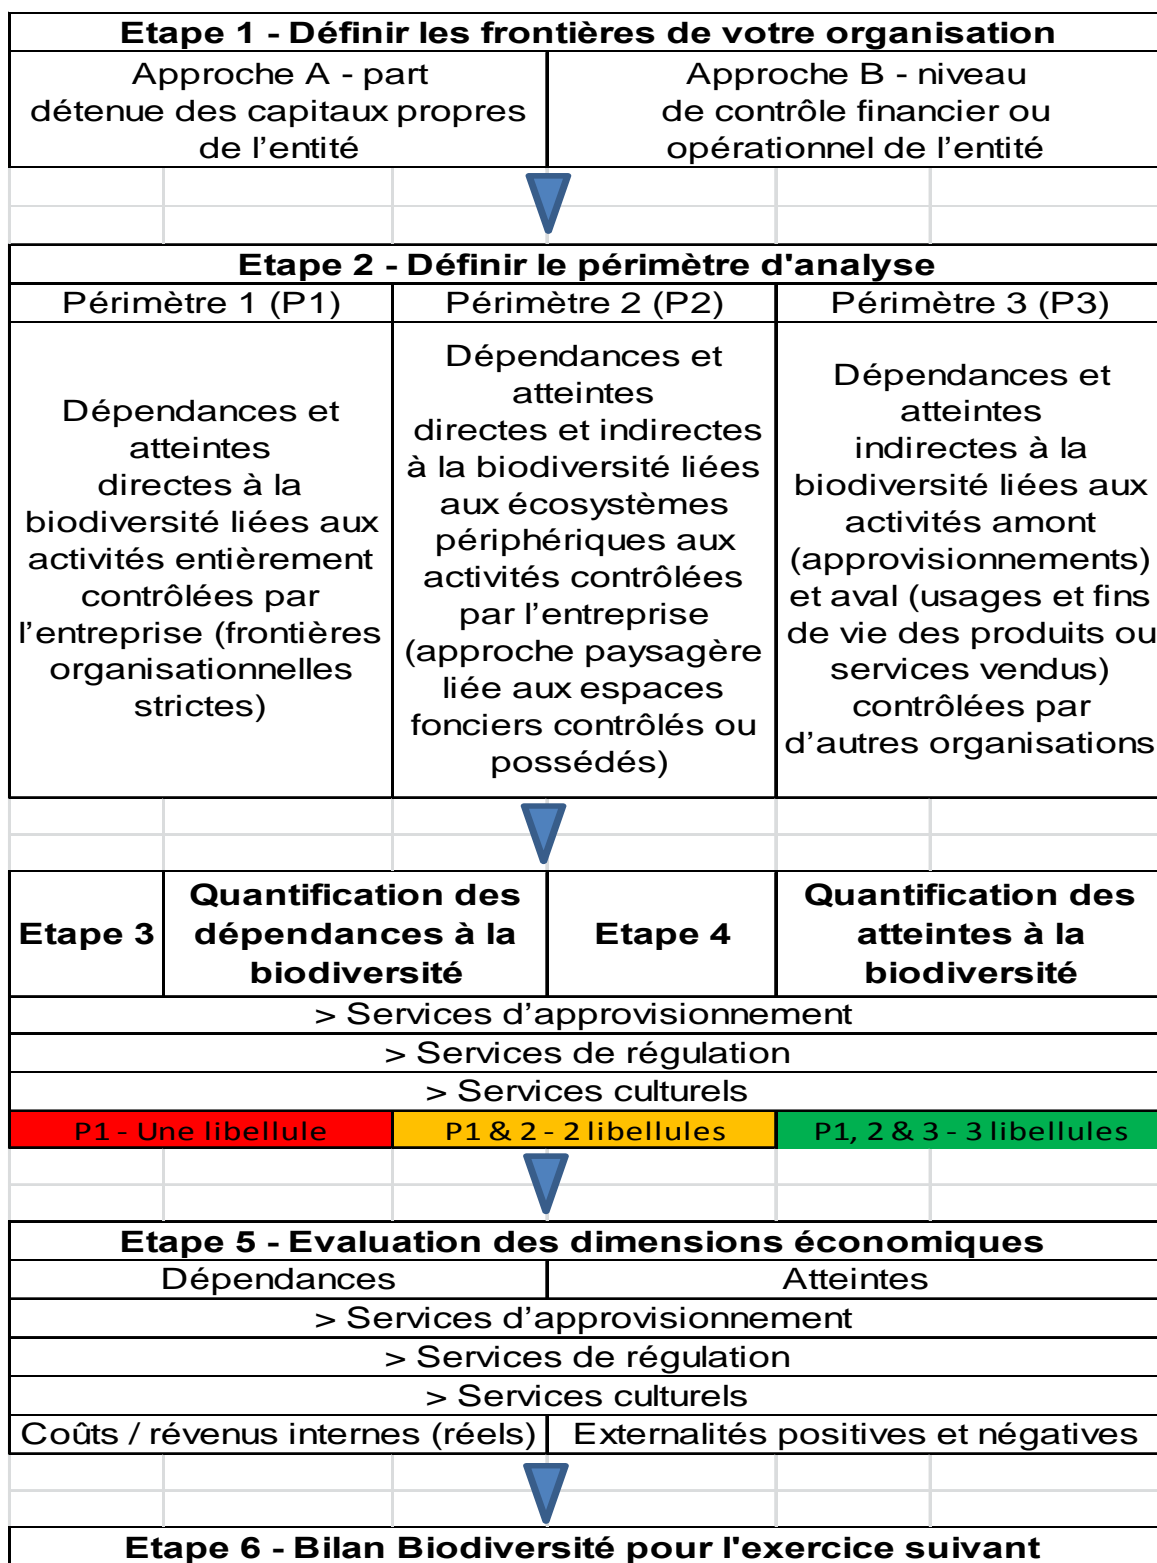 Etape 1 - Définir les frontières de votre organisation
Approche A - part
détenue des capitaux propres
de l'entité
Approche B - niveau
de contrôle financier ou
opérationnel de l'entité
Etape 2 - Définir le périmètre d'analyse
Périmètre 1 (P1)
Périmètre 2 (P2)
Périmètre 3 (P3)
Dépendances et
atteintes
directes à la
biodiversité liées aux
activités entièrement
contrôlées par
l'entreprise (frontières
organisationnelles
strictes)
Dépendances et
atteintes
directes et indirectes
à la biodiversité liées
aux écosystèmes
périphériques aux
activités contrôlées
par l'entreprise
(approche paysagère
liée aux espaces
fonciers contrôlés ou
possédés)
Dépendances et
atteintes
indirectes à la
biodiversité liées aux
activités amont
(approvisionnements)
et aval (usages et fins
de vie des produits ou
services vendus)
contrôlées par
d'autres organisations
Etape 3
Quantification des
dépendances à la
biodiversité
Etape 4
Quantification des
atteintes à la
biodiversité
> Services d'approvisionnement
> Services de régulation
> Services culturels
P1 - Une libellule
P1 & 2 - 2 libellules
P1, 2 & 3 - 3 libellules
Etape 5 - Evaluation des dimensions économiques
Dépendances
Atteintes
> Services d'approvisionnement
> Services de régulation
> Services culturels
Coûts / révenus internes (réels)
Externalités positives et négatives
Etape 6 - Bilan Biodiversité pour l'exercice suivant